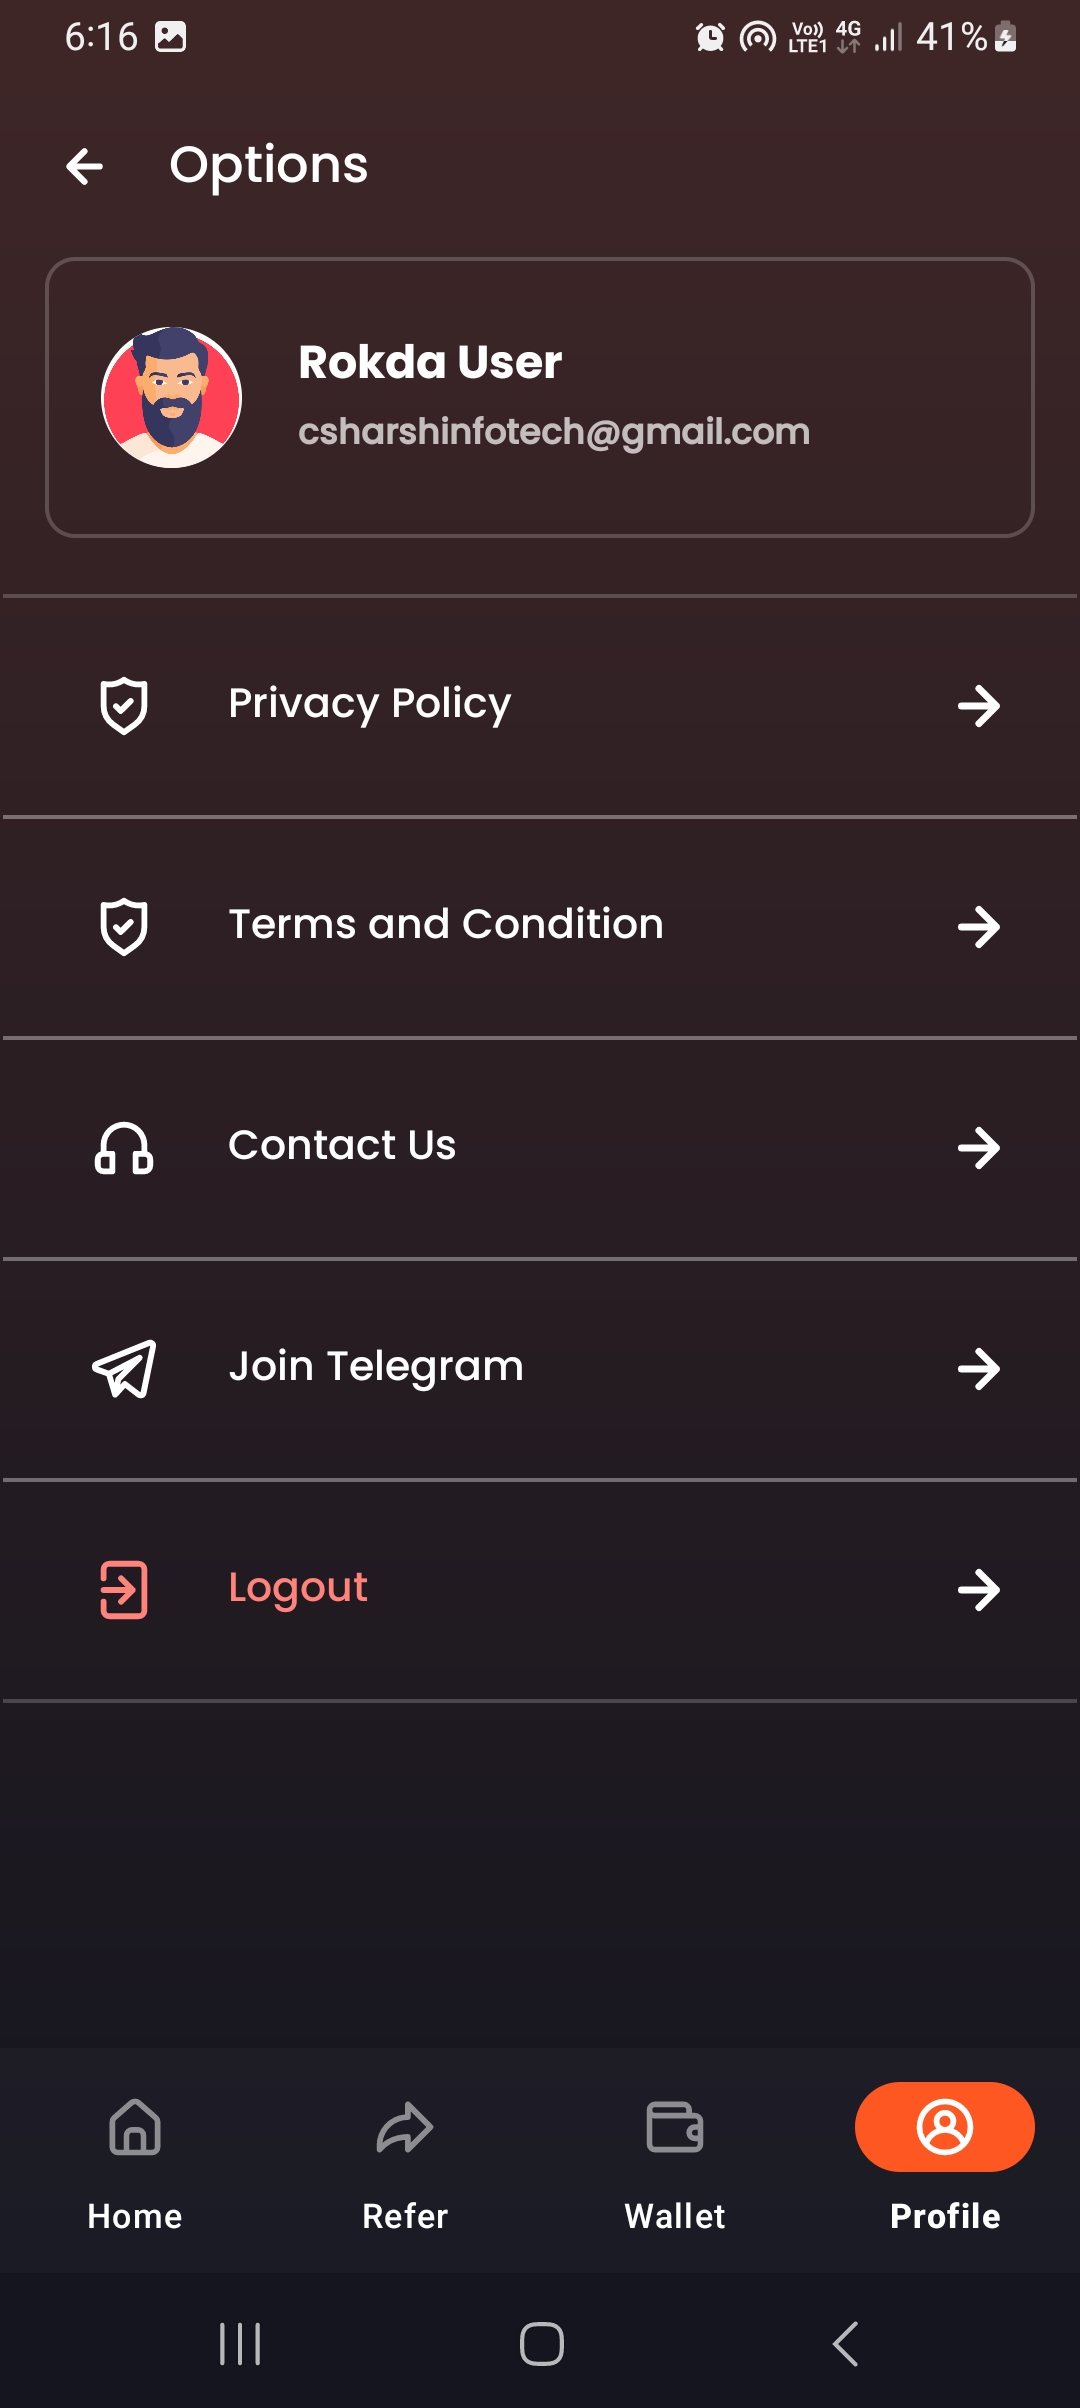 6:16 Vo)) 4G 41%
LTE1
Options
Rokda User
csharshinfotech@gmail.com
Privacy Policy
Terms and Condition
Contact Us
Join Telegram
Logout
Home Refer Wallet Profile